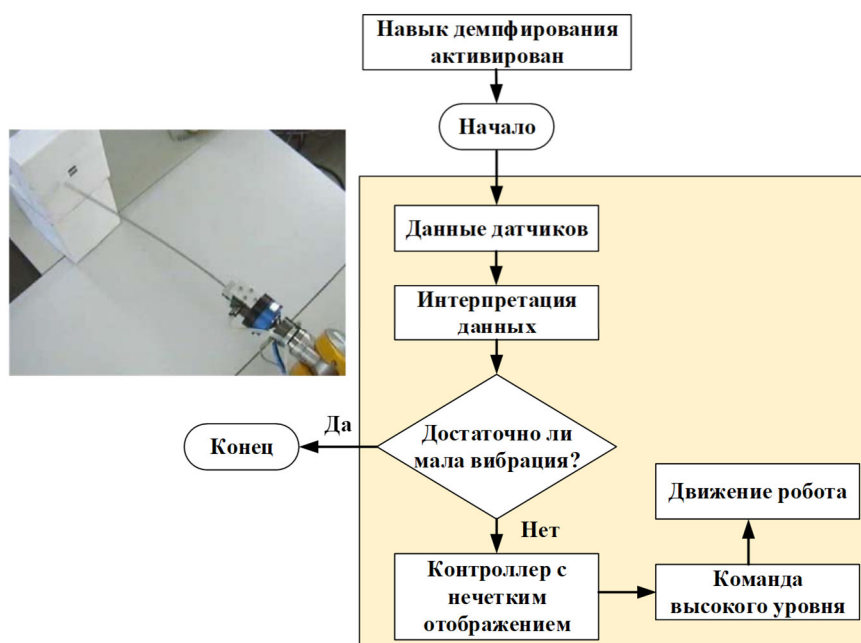 Навык демпфирования
активирован
Начало
Данные датчиков
Интерпретация
данных
Достаточно ли
мала вибрация?
Да
Конец
Нет
Контроллер с
нечетким
отображением
Команда
высокого уровня
Движение робота